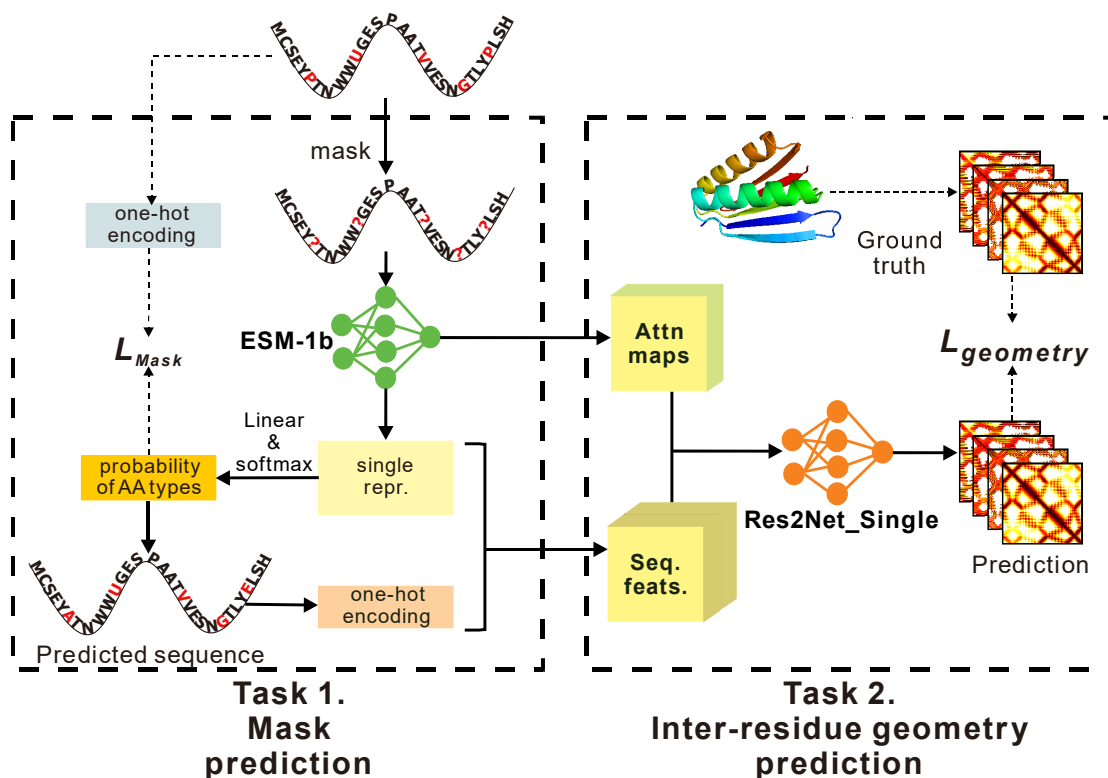 MCSEYPTNWWUGESPAATVVESNGTLYPLSH
mask
MCSEY?TNWW?GESPAAT?VESN?TLY?LSH
one-hot
encoding
Ground
truth
ESM-1b
Attn
maps
L_Mask
L_geometry
Linear
&
softmax
probability
of AA types
single
repr.
Res2Net_Single
MCSEYATNWWUGESPAATVVESNGTLYELSH
one-hot
encoding
Seq.
feats.
Prediction
Predicted sequence
Task 1.
Mask
prediction
Task 2.
Inter-residue geometry
prediction